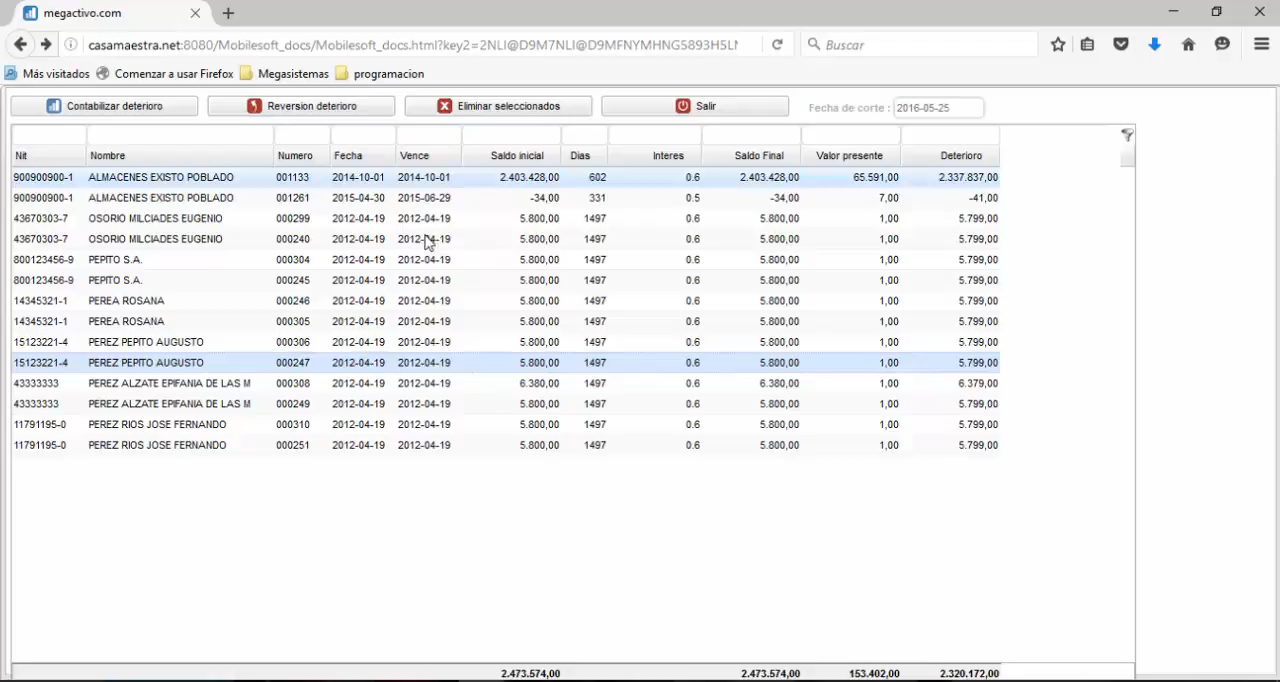 megactivo.com
casamaestra.net:8080/Mobilesoft_docs/Mobilesoft_docs.html?key2=2NLI@D9M7NLI@D9MFNYMHNG5893H5LN
Buscar
Más visitados Comenzar a usar Firefox Megasistemas programacion
Contabilizar deterioro Reversion deterioro Eliminar seleccionados Salir Fecha de corte : 2016-05-25
Nit Nombre Numero Fecha Vence Saldo inicial Dias Interes Saldo Final Valor presente Deterioro
900900900-1 ALMACENES EXISTO POBLADO 001133 2014-10-01 2014-10-01 2.403.428,00 602 0.6 2.403.428,00 65.591,00 2.337.837,00
900900900-1 ALMACENES EXISTO POBLADO 001261 2015-04-30 2015-06-29 -34,00 331 0.5 -34,00 7,00 -41,00
43670303-7 OSORIO MILCIADES EUGENIO 000299 2012-04-19 2012-04-19 5.800,00 1497 0.6 5.800,00 1,00 5.799,00
43670303-7 OSORIO MILCIADES EUGENIO 000240 2012-04-19 2012-04-19 5.800,00 1497 0.6 5.800,00 1,00 5.799,00
800123456-9 PEPITO S.A. 000304 2012-04-19 2012-04-19 5.800,00 1497 0.6 5.800,00 1,00 5.799,00
800123456-9 PEPITO S.A. 000245 2012-04-19 2012-04-19 5.800,00 1497 0.6 5.800,00 1,00 5.799,00
14345321-1 PEREA ROSANA 000246 2012-04-19 2012-04-19 5.800,00 1497 0.6 5.800,00 1,00 5.799,00
14345321-1 PEREA ROSANA 000305 2012-04-19 2012-04-19 5.800,00 1497 0.6 5.800,00 1,00 5.799,00
15123221-4 PEREZ PEPITO AUGUSTO 000306 2012-04-19 2012-04-19 5.800,00 1497 0.6 5.800,00 1,00 5.799,00
15123221-4 PEREZ PEPITO AUGUSTO 000247 2012-04-19 2012-04-19 5.800,00 1497 0.6 5.800,00 1,00 5.799,00
43333333 PEREZ ALZATE EPIFANIA DE LAS M 000308 2012-04-19 2012-04-19 6.380,00 1497 0.6 6.380,00 1,00 6.379,00
43333333 PEREZ ALZATE EPIFANIA DE LAS M 000249 2012-04-19 2012-04-19 5.800,00 1497 0.6 5.800,00 1,00 5.799,00
11791195-0 PEREZ RIOS JOSE FERNANDO 000310 2012-04-19 2012-04-19 5.800,00 1497 0.6 5.800,00 1,00 5.799,00
11791195-0 PEREZ RIOS JOSE FERNANDO 000251 2012-04-19 2012-04-19 5.800,00 1497 0.6 5.800,00 1,00 5.799,00
2.473.574,00 2.473.574,00 153.402,00 2.320.172,00